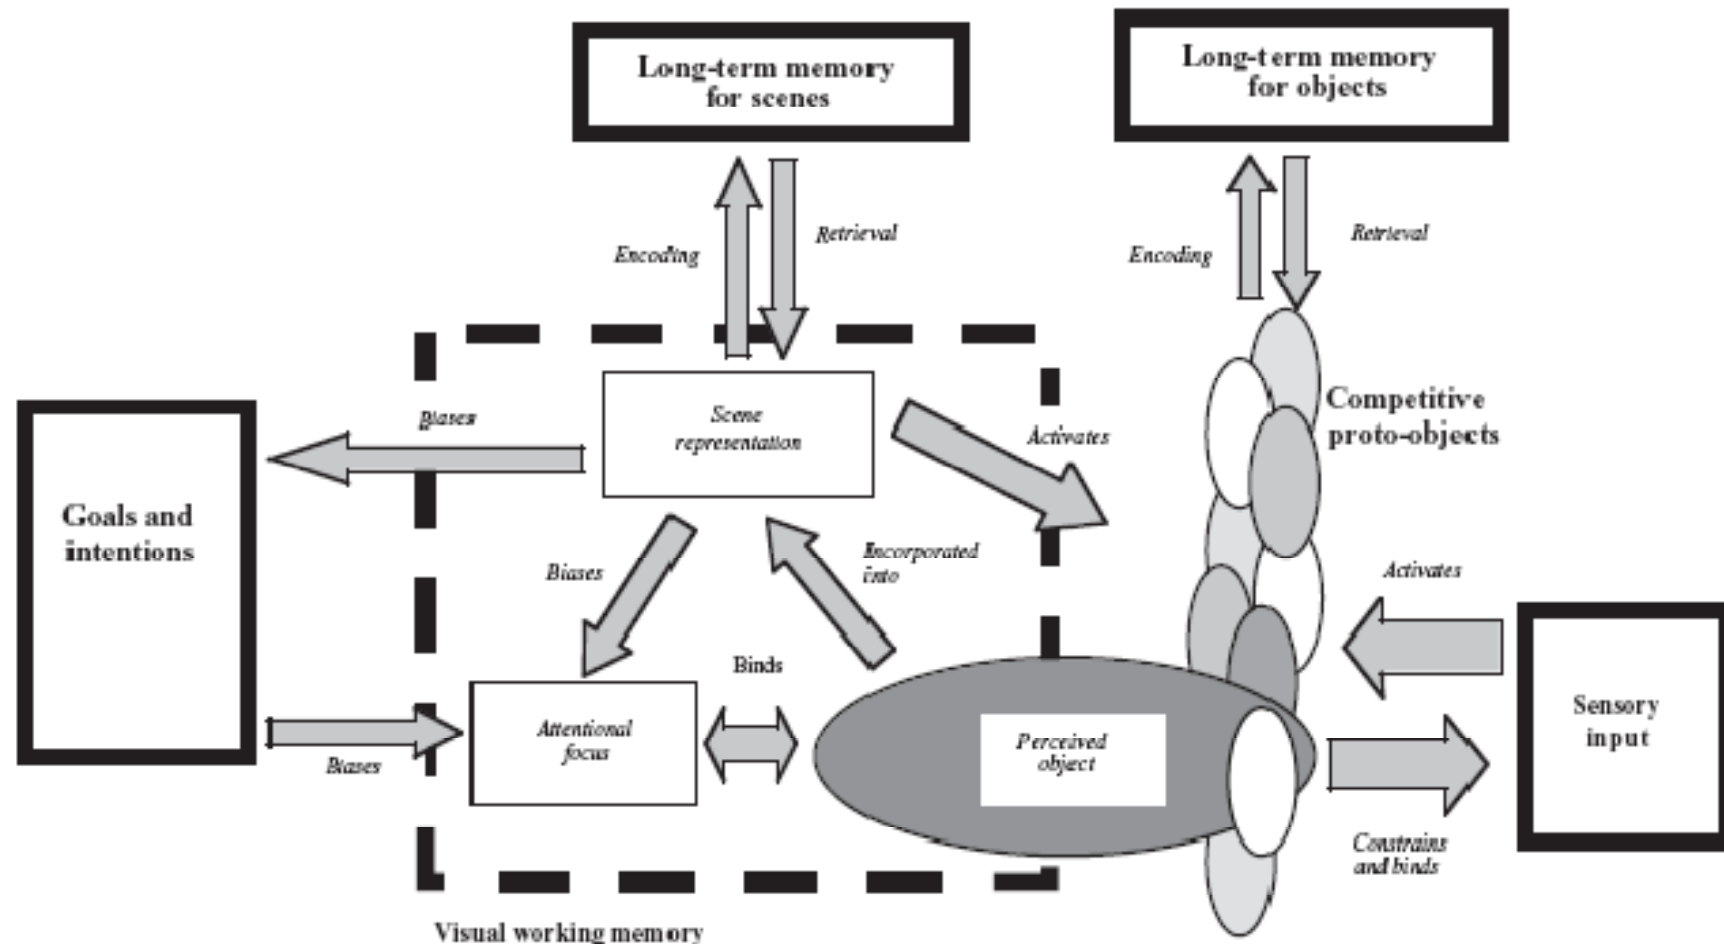 Long-term memory
for scenes
Long-term memory
for objects
Encoding
Retrieval
Encoding
Retrieval
Biases
Scene
representation
Activates
Competitive
proto-objects
Goals and
intentions
Biases
Incorporated
into
Activates
Binds
Biases
Attentional
focus
Perceived
object
Sensory
input
Constrains
and binds
Visual working memory